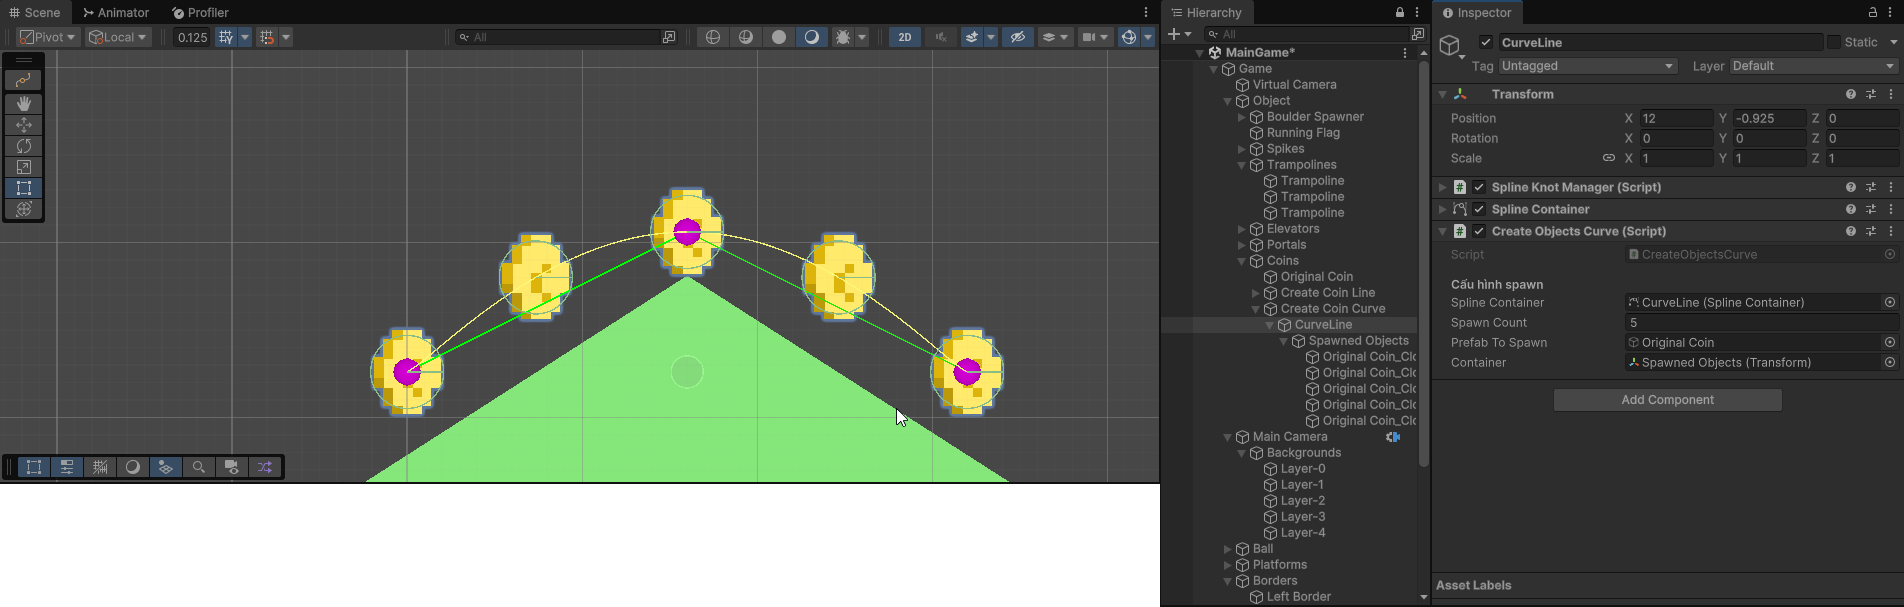 Scene
Animator
Profiler
Pivot
Local
0.125
All
2D
Hierarchy
All
MainGame*
Game
Virtual Camera
Object
Boulder Spawner
Running Flag
Spikes
Trampolines
Trampoline
Trampoline
Trampoline
Elevators
Portals
Coins
Original Coin
Create Coin Line
Create Coin Curve
CurveLine
Spawned Objects
Original Coin_Clo
Original Coin_Clo
Original Coin_Clo
Original Coin_Clo
Original Coin_Clo
Main Camera
Backgrounds
Layer-0
Layer-1
Layer-2
Layer-3
Layer-4
Ball
Platforms
Borders
Left Border
Inspector
CurveLine
Static
Tag Untagged Layer Default
Transform
Position X 12 Y -0.925 Z 0
Rotation X 0 Y 0 Z 0
Scale X 1 Y 1 Z 1
# Spline Knot Manager (Script)
Spline Container
# Create Objects Curve (Script)
Script CreateObjectsCurve
Cấu hình spawn
Spline Container CurveLine (Spline Container)
Spawn Count 5
Prefab To Spawn Original Coin
Container Spawned Objects (Transform)
Add Component
Asset Labels